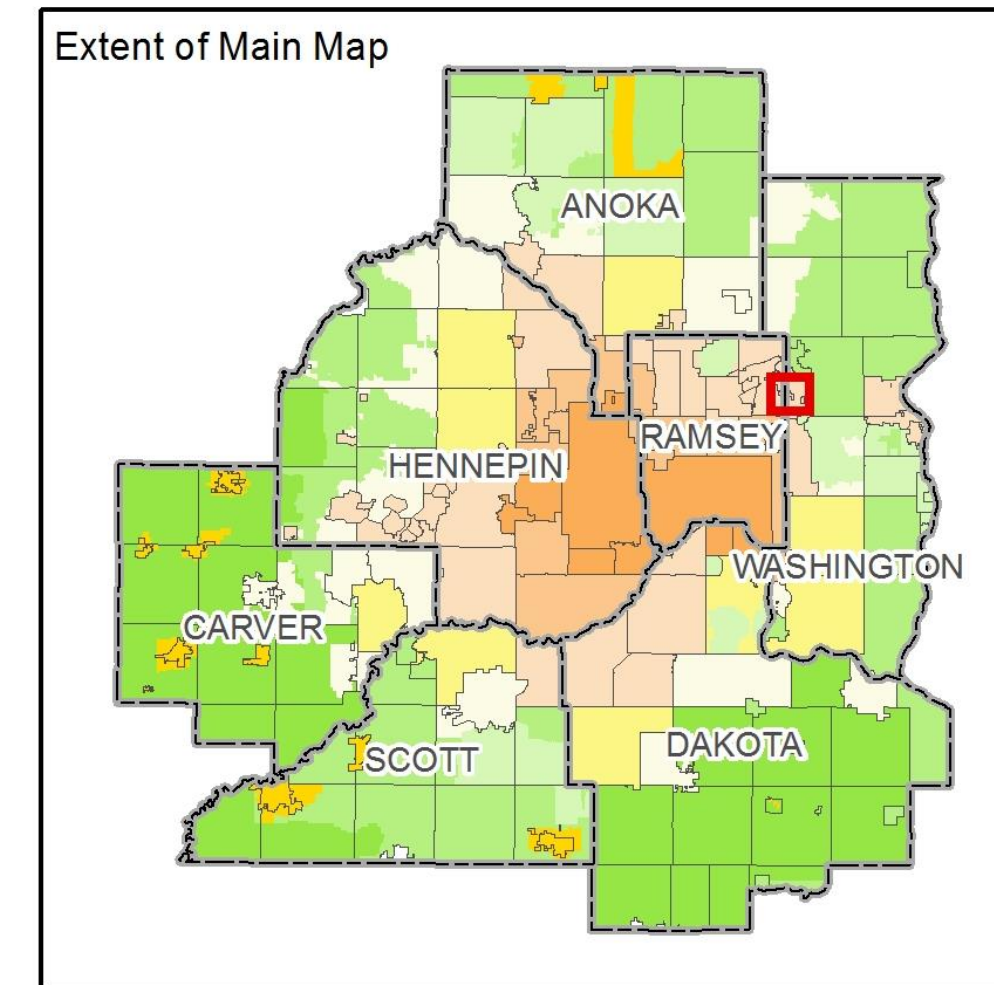 Extent of Main Map
ANOKA
RAMSEY
HENNEPIN
WASHINGTON
CARVER
DAKOTA
SCOTT